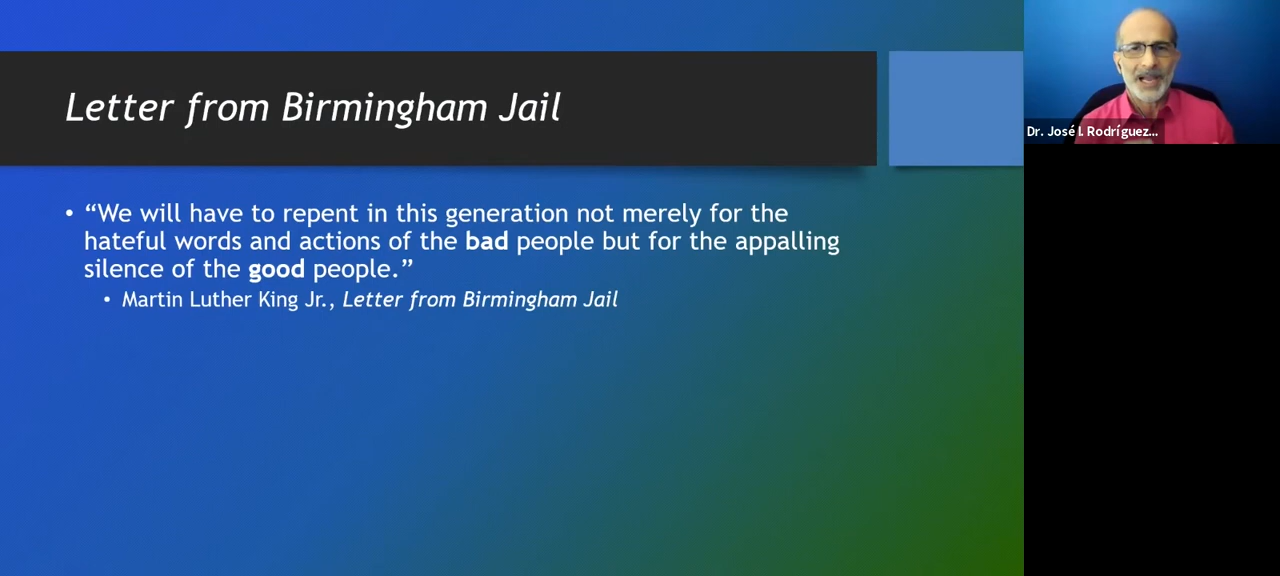 Letter from Birmingham Jail
• “We will have to repent in this generation not merely for the
hateful words and actions of the bad people but for the appalling
silence of the good people.”
• Martin Luther King Jr., Letter from Birmingham Jail
Dr. José I. Rodríguez...